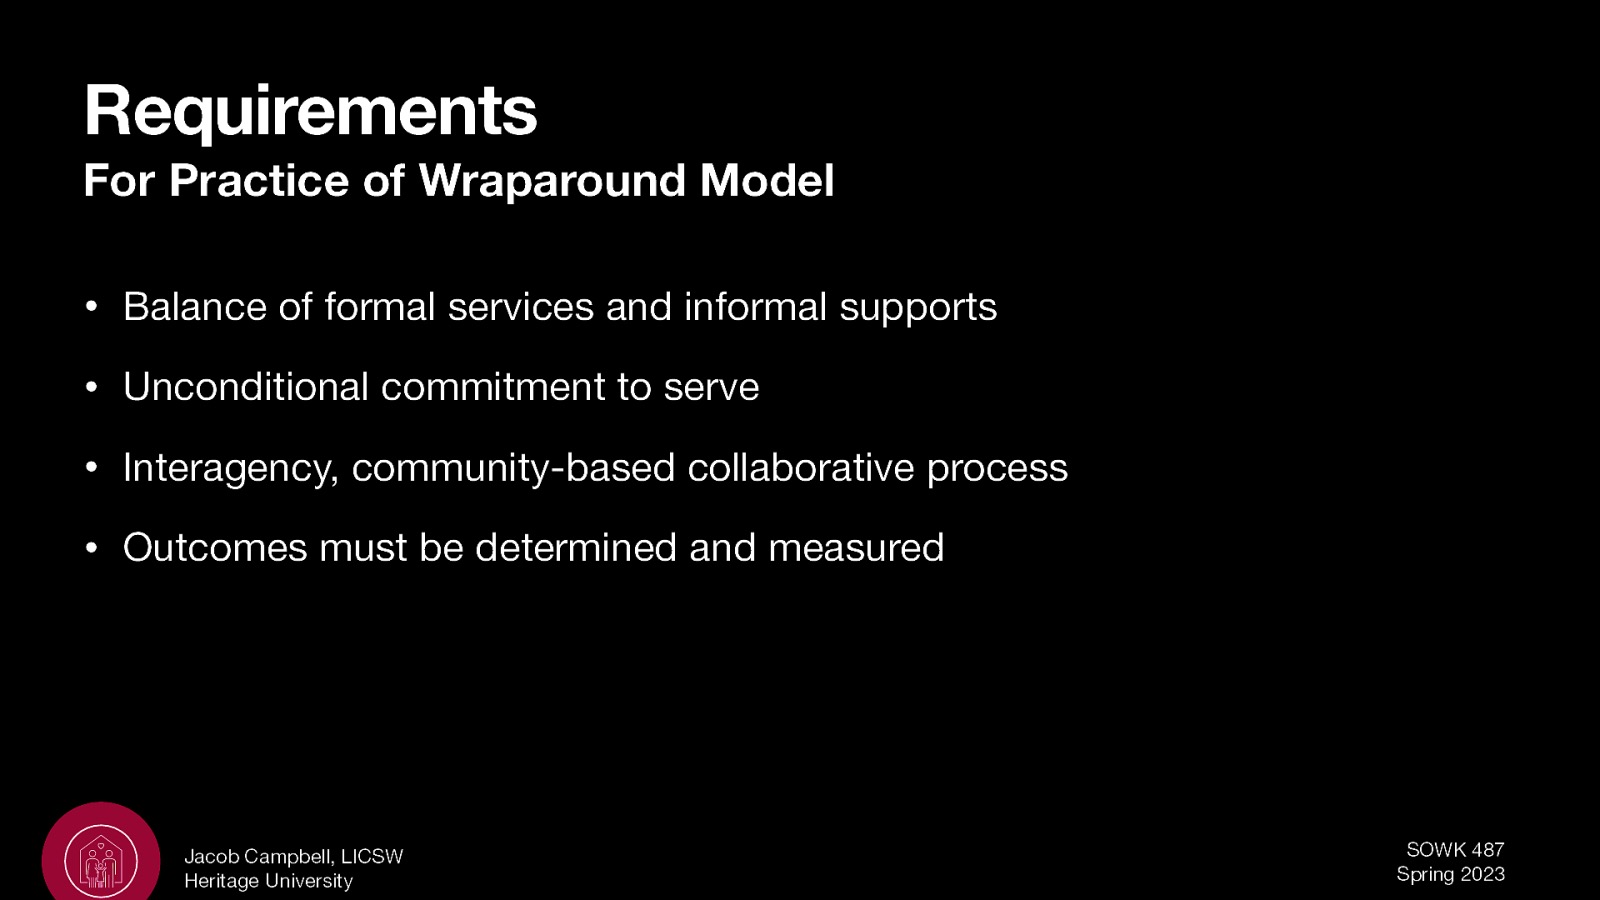 Requirements
For Practice of Wraparound Model
• Balance of formal services and informal supports
• Unconditional commitment to serve
• Interagency, community-based collaborative process
• Outcomes must be determined and measured
Jacob Campbell, LICSW
Heritage University
SOWK 487
Spring 2023